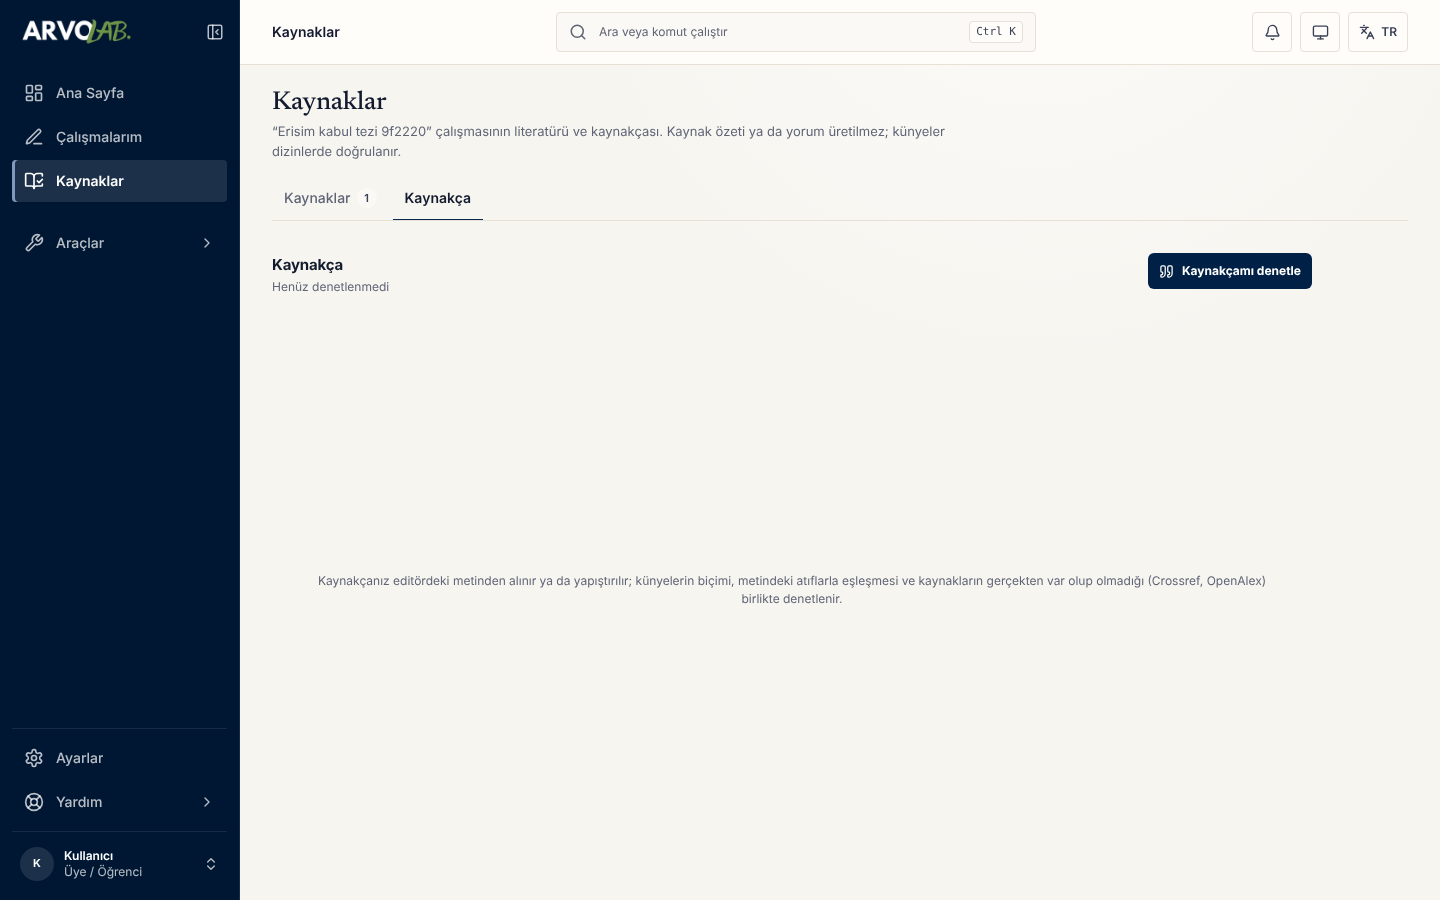 ARVOLAB.
Kaynaklar
Ara veya komut çalıştır
Ctrl K
TR
Ana Sayfa
Çalışmalarım
Kaynaklar
Araçlar
Ayarlar
Yardım
K
Kullanıcı
Üye / Öğrenci
Kaynaklar
“Erisim kabul tezi 9f2220” çalışmasının literatürü ve kaynakçası. Kaynak özeti ya da yorum üretilmez; künyeler
dizinlerde doğrulanır.
Kaynaklar 1
Kaynakça
Kaynakça
Henüz denetlenmedi
Kaynakçamı denetle
Kaynakçanız editördeki metinden alınır ya da yapıştırılır; künyelerin biçimi, metindeki atıflarla eşleşmesi ve kaynakların gerçekten var olup olmadığı (Crossref, OpenAlex)
birlikte denetlenir.